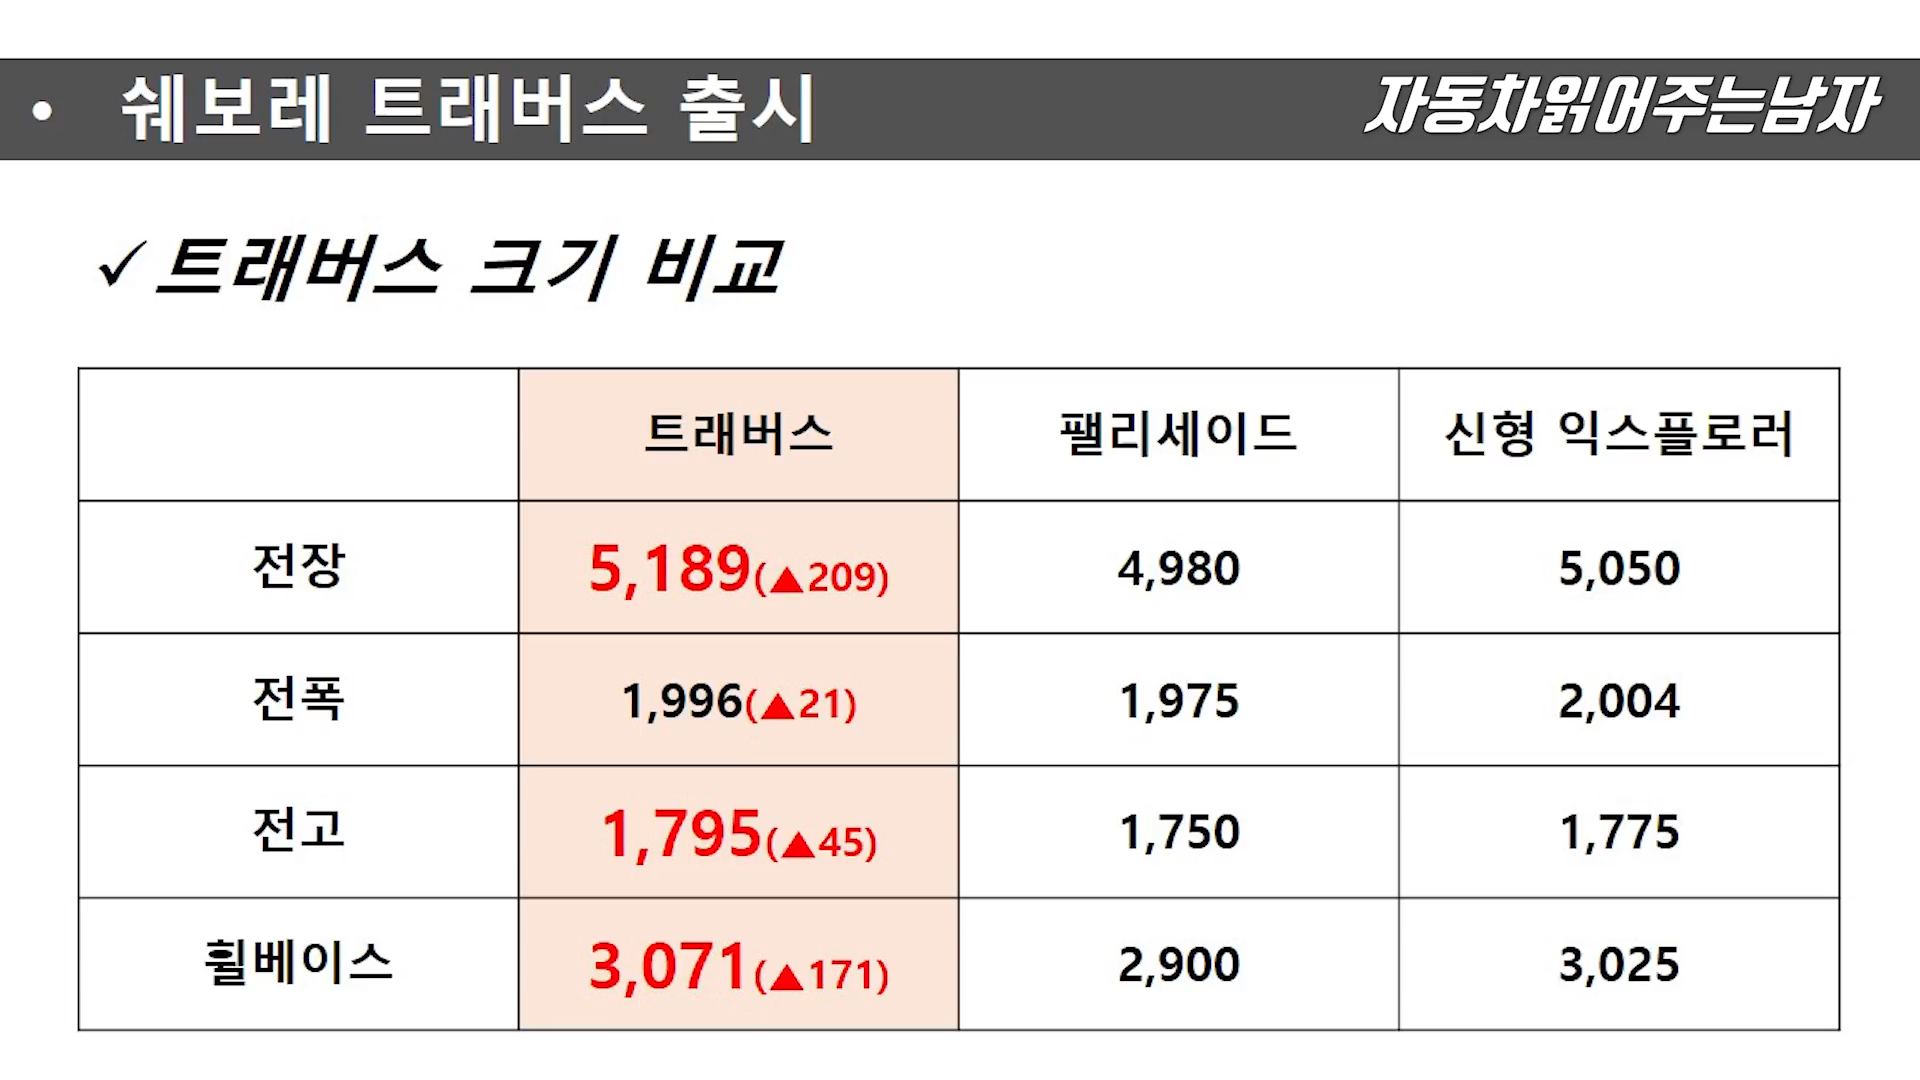 • 쉐보레 트래버스 출시
자동차읽어주는남자
✓트래버스 크기 비교
트래버스 팰리세이드 신형 익스플로러
전장 5,189(▲209) 4,980 5,050
전폭 1,996(▲21) 1,975 2,004
전고 1,795(▲45) 1,750 1,775
휠베이스 3,071(▲171) 2,900 3,025